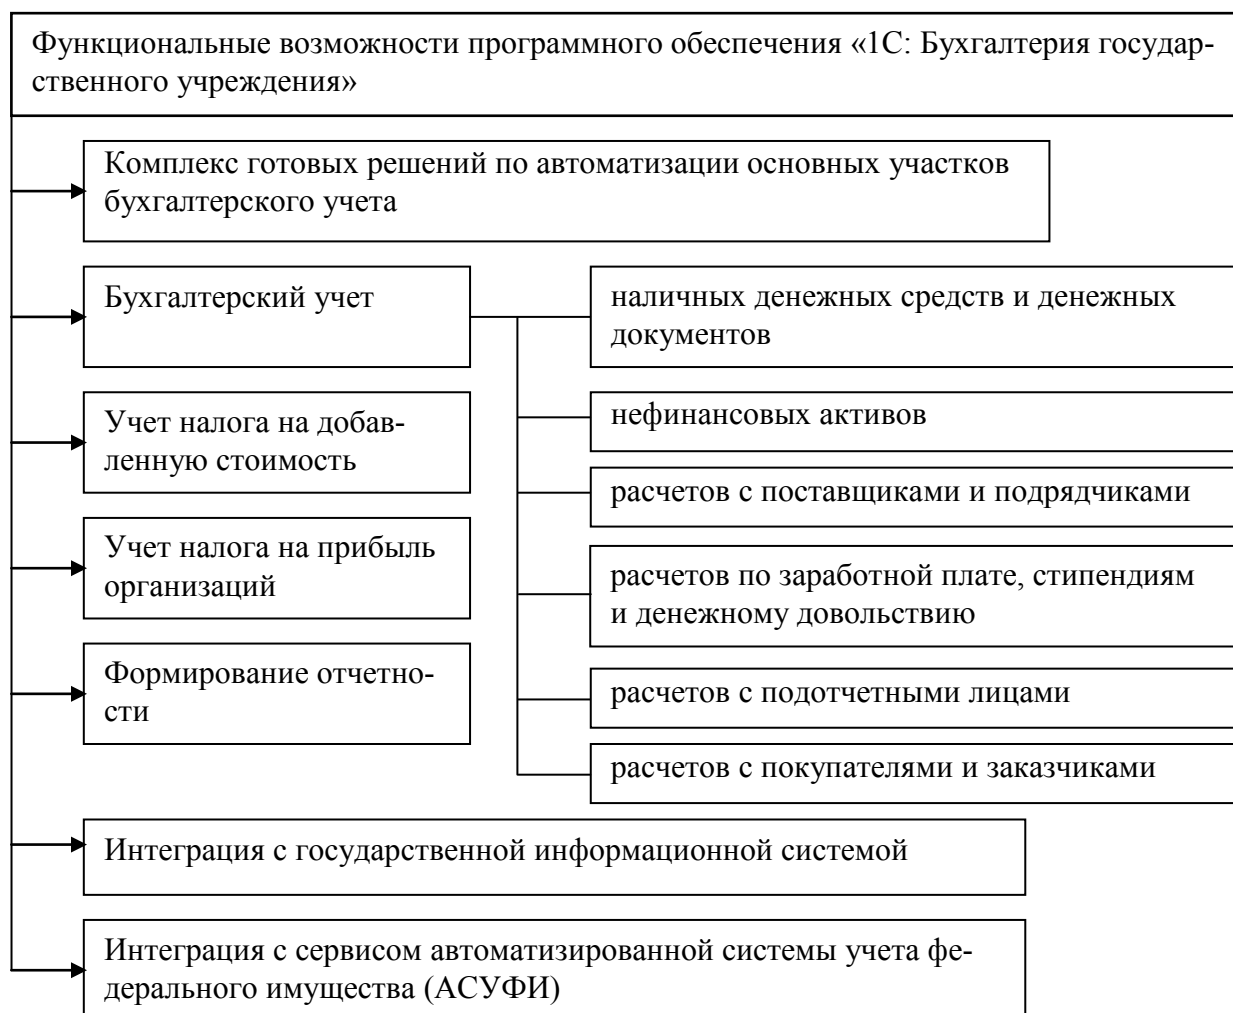 Функциональные возможности программного обеспечения «1С: Бухгалтерия государ-
ственного учреждения»
Комплекс готовых решений по автоматизации основных участков
бухгалтерского учета
Бухгалтерский учет
наличных денежных средств и денежных
документов
нефинансовых активов
Учет налога на добав-
ленную стоимость
расчетов с поставщиками и подрядчиками
Учет налога на прибыль
организаций
расчетов по заработной плате, стипендиям
и денежному довольствию
Формирование отчетно-
сти
расчетов с подотчетными лицами
расчетов с покупателями и заказчиками
Интеграция с государственной информационной системой
Интеграция с сервисом автоматизированной системы учета фе-
дерального имущества (АСУФИ)